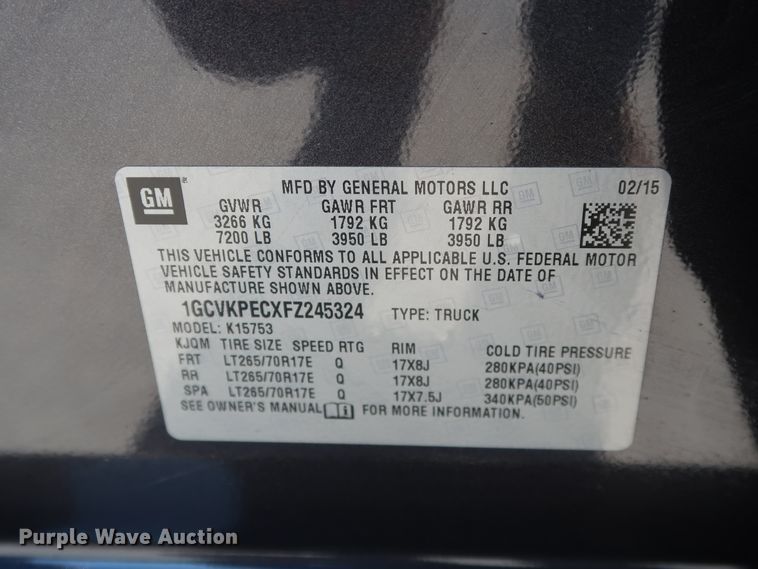 GM
MFD BY GENERAL MOTORS LLC 02/15
GVWR GAWR FRT GAWR RR
3266 KG 1792 KG 1792 KG
7200 LB 3950 LB 3950 LB
THIS VEHICLE CONFORMS TO ALL APPLICABLE U.S. FEDERAL MOTOR
VEHICLE SAFETY STANDARDS IN EFFECT ON THE DATE OF
MANUFACTURE SHOWN ABOVE.
1GCVKPECXFZ245324 TYPE: TRUCK
MODEL: K15753
KJQM TIRE SIZE SPEED RTG RIM COLD TIRE PRESSURE
FRT LT265/70R17E Q 17X8J 280KPA(40PSI)
RR LT265/70R17E Q 17X8J 280KPA(40PSI)
SPA LT265/70R17E Q 17X7.5J 340KPA(50PSI)
SEE OWNER'S MANUAL FOR MORE INFORMATION.
Purple Wave Auction